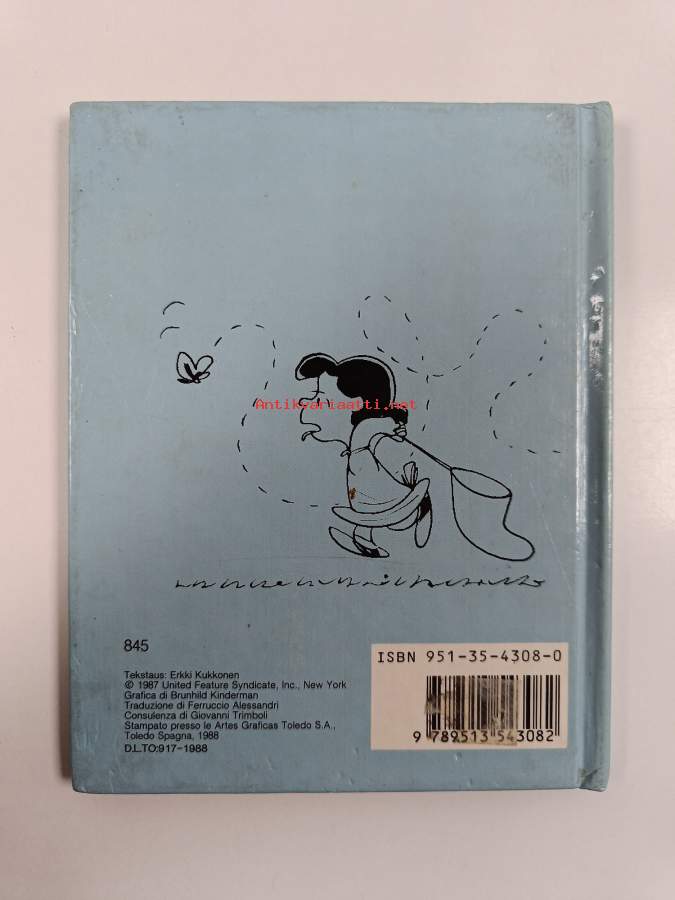 Antikvariaatti.net
845
Tekstaus: Erkki Kukkonen
© 1987 United Feature Syndicate, Inc., New York
Grafica di Brunhild Kinderman
Traduzione di Ferruccio Alessandri
Consulenza di Giovanni Trimboli
Stampato presso le Artes Graficas Toledo S.A.,
Toledo Spagna, 1988
D.L.TO:917-1988
ISBN 951-35-4308-0
9 789513 543082